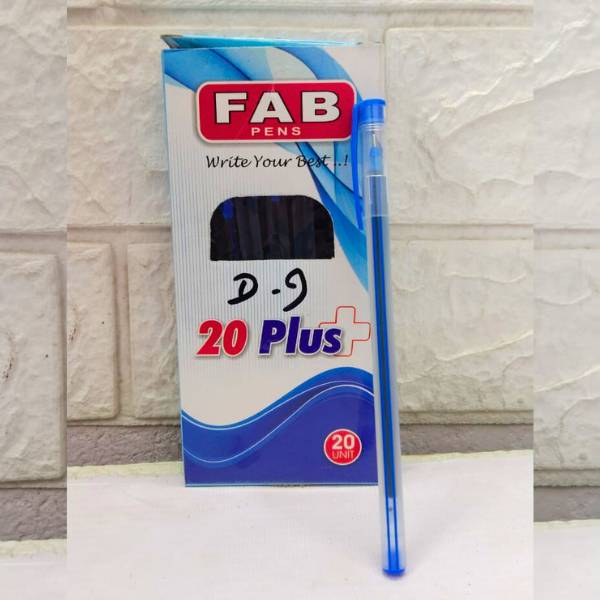 FAB
PENS
Write Your Best ..!
D-9
20 Plus+
20
UNIT